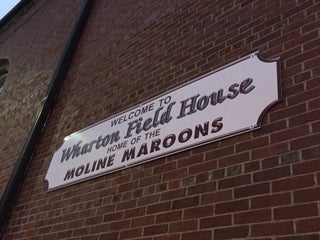 WELCOME TO
Wharton Field House
HOME OF THE
MOLINE MAROONS